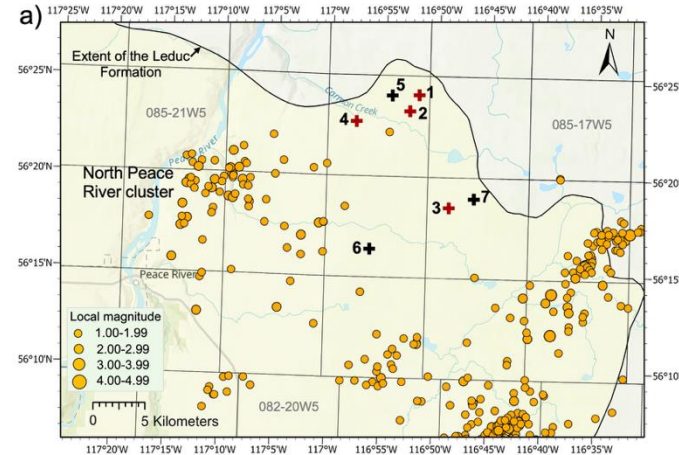 a)
117°20'W 117°15'W 117°10'W 117°5'W 117°W 116°55'W 116°50'W 116°45'W 116°40'W 116°35'W
N
Extent of the Leduc
Formation
56°25'N
56°25'
5
1
2
4
Carmon Creek
085-21W5
085-17W5
Peace River
56°20'N
56°20'
North Peace
River cluster
7
3
6
56°15'N
56°15'
Peace River
Local magnitude
1.00-1.99
2.00-2.99
3.00-3.99
4.00-4.99
56°10'N
56°10'
0 5 Kilometers
082-20W5
117°20'W 117°15'W 117°10'W 117°5'W 117°W 116°55'W 116°50'W 116°45'W 116°40'W 116°35'W